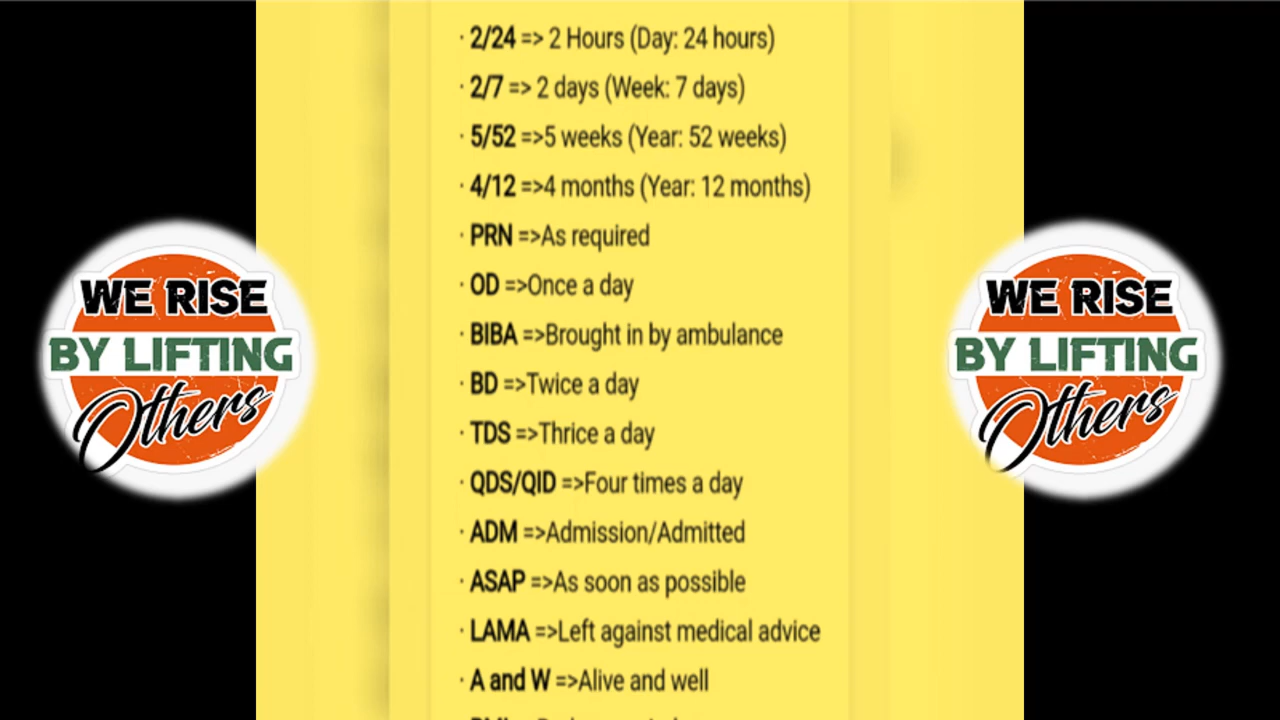 · 2/24 => 2 Hours (Day: 24 hours)
· 2/7 => 2 days (Week: 7 days)
· 5/52 =>5 weeks (Year: 52 weeks)
· 4/12 =>4 months (Year: 12 months)
· PRN =>As required
· OD =>Once a day
· BIBA =>Brought in by ambulance
· BD =>Twice a day
· TDS =>Thrice a day
· QDS/QID =>Four times a day
· ADM =>Admission/Admitted
· ASAP =>As soon as possible
· LAMA =>Left against medical advice
· A and W =>Alive and well
WE RISE
BY LIFTING
Others
WE RISE
BY LIFTING
Others